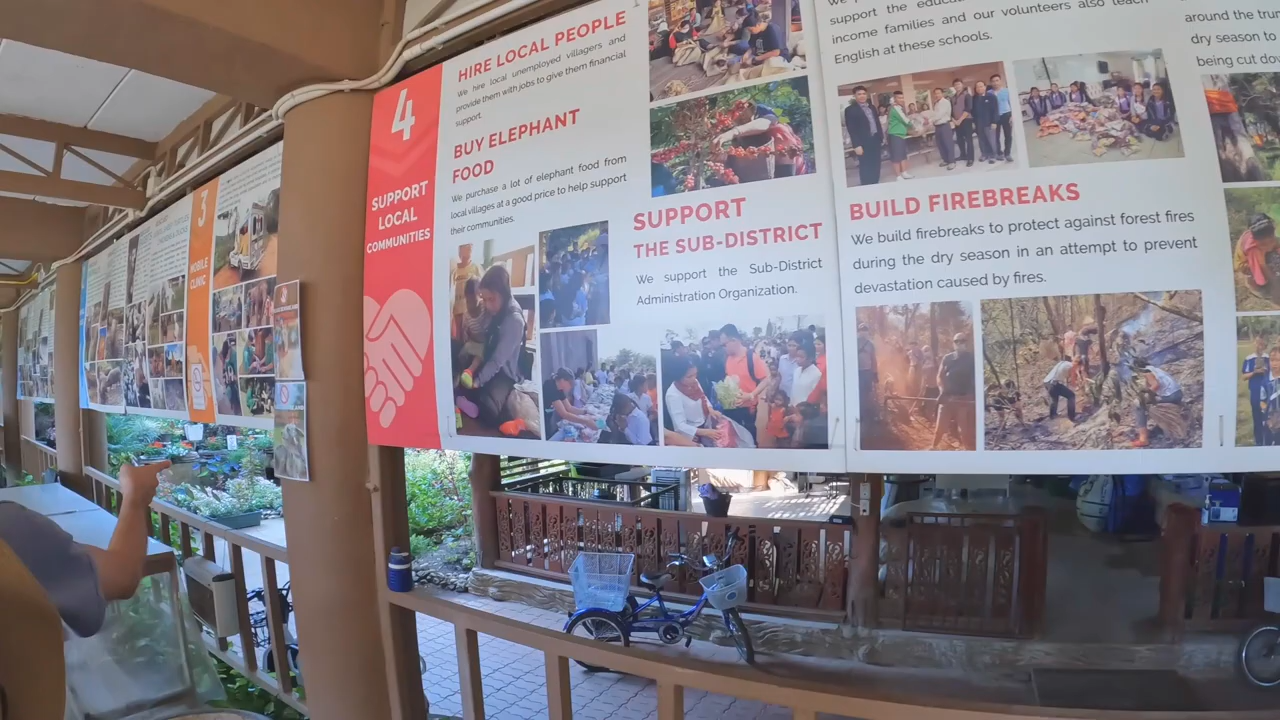 3
MOBILE
CLINIC
4
SUPPORT
LOCAL
COMMUNITIES
HIRE LOCAL PEOPLE
We hire local unemployed villagers and
provide them with jobs to give them financial
support.
BUY ELEPHANT
FOOD
We purchase a lot of elephant food from
local villages at a good price to help support
their communities.
SUPPORT
THE SUB-DISTRICT
We support the Sub-District
Administration Organization.
support the
income families and our volunteers also teach
English at these schools.
BUILD FIREBREAKS
We build firebreaks to protect against forest fires
during the dry season in an attempt to prevent
devastation caused by fires.
around the
dry season to
being cut